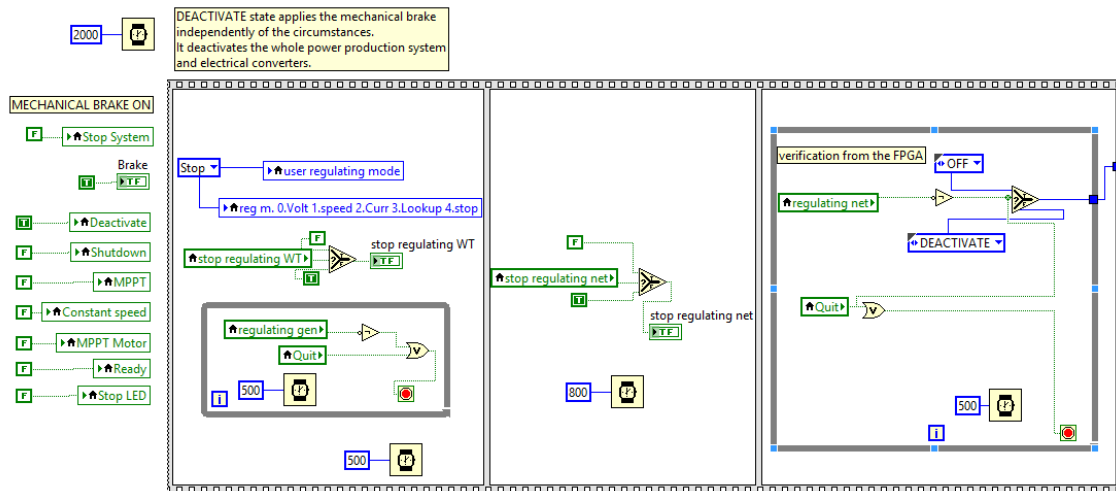 2000
DEACTIVATE state applies the mechanical brake
independently of the circumstances.
It deactivates the whole power production system
and electrical converters.
MECHANICAL BRAKE ON
F
Stop System
Brake
T
TF
T
Deactivate
F
Shutdown
F
MPPT
F
Constant speed
F
MPPT Motor
F
Ready
F
Stop LED
Stop
user regulating mode
reg m. 0.Volt 1.speed 2.Curr 3.Lookup 4.stop
F
stop regulating WT
T
?
stop regulating WT
TF
regulating gen
Quit
V
500
i
500
F
stop regulating net
T
?
stop regulating net
TF
800
verification from the FPGA
OFF
regulating net
?
DEACTIVATE
Quit
V
500
i